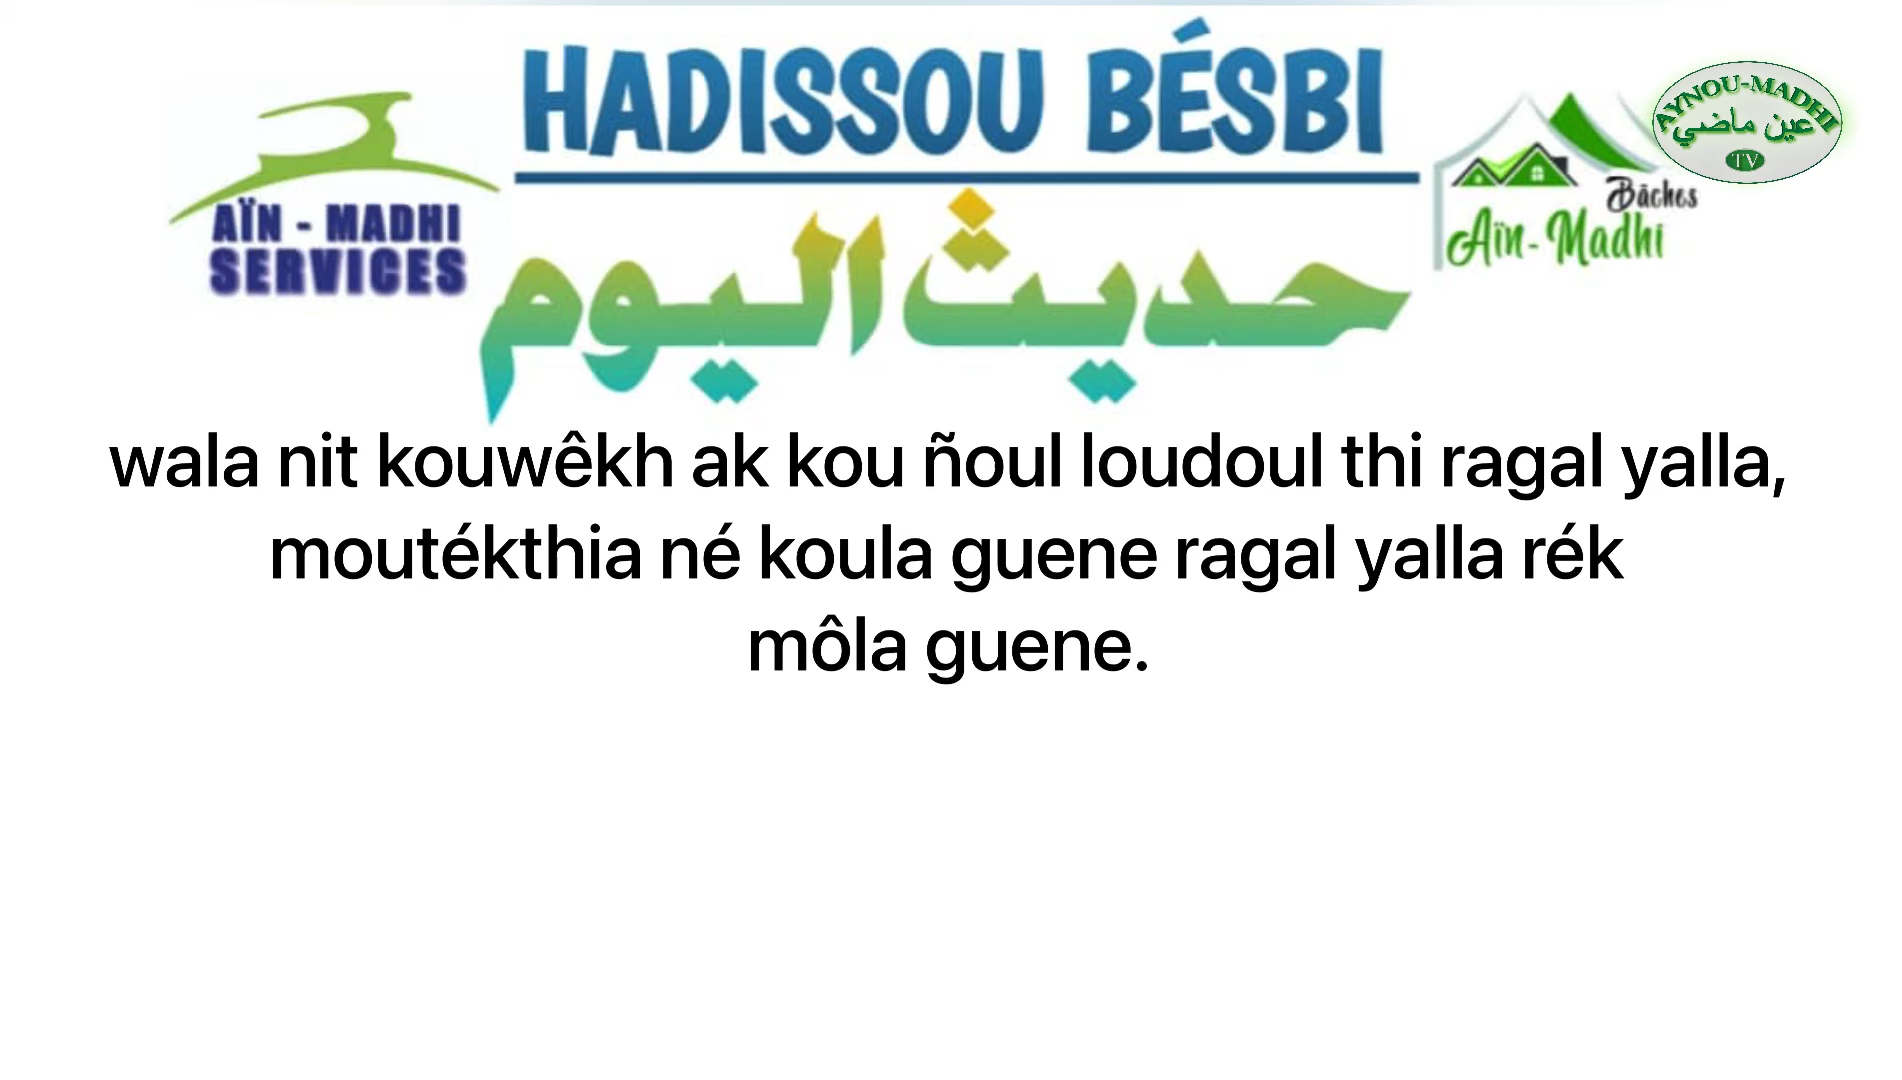 HADISSOU BÉSBI
AÏN - MADHI
SERVICES
حديث اليوم
Bâches
Aïn-Madhi
AYNOU-MADHI
عين ماضي
TV
wala nit kouwêkh ak kou ñoul loudoul thi ragal yalla,
moutékthia né koula guene ragal yalla rék
môla guene.